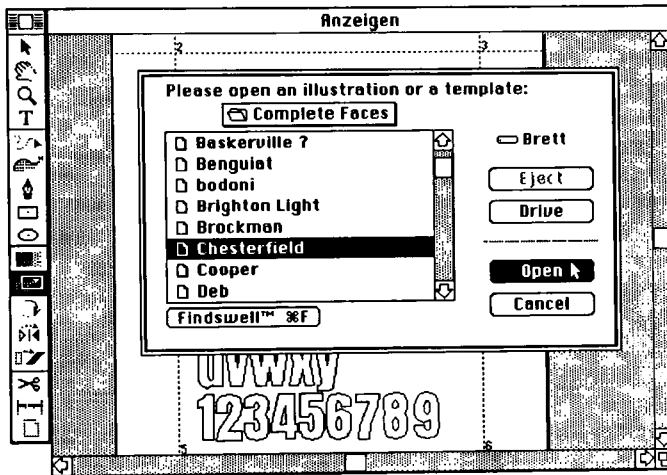 Anzeigen
2 3
Please open an illustration or a template:
Complete Faces
Baskerville ?
Benguiat
bodoni
Brighton Light
Brockman
Chesterfield
Cooper
Deb
Findswell™ ⌘F
Brett
Eject
Drive
Open
Cancel
T
uvwxy
123456789
5 6